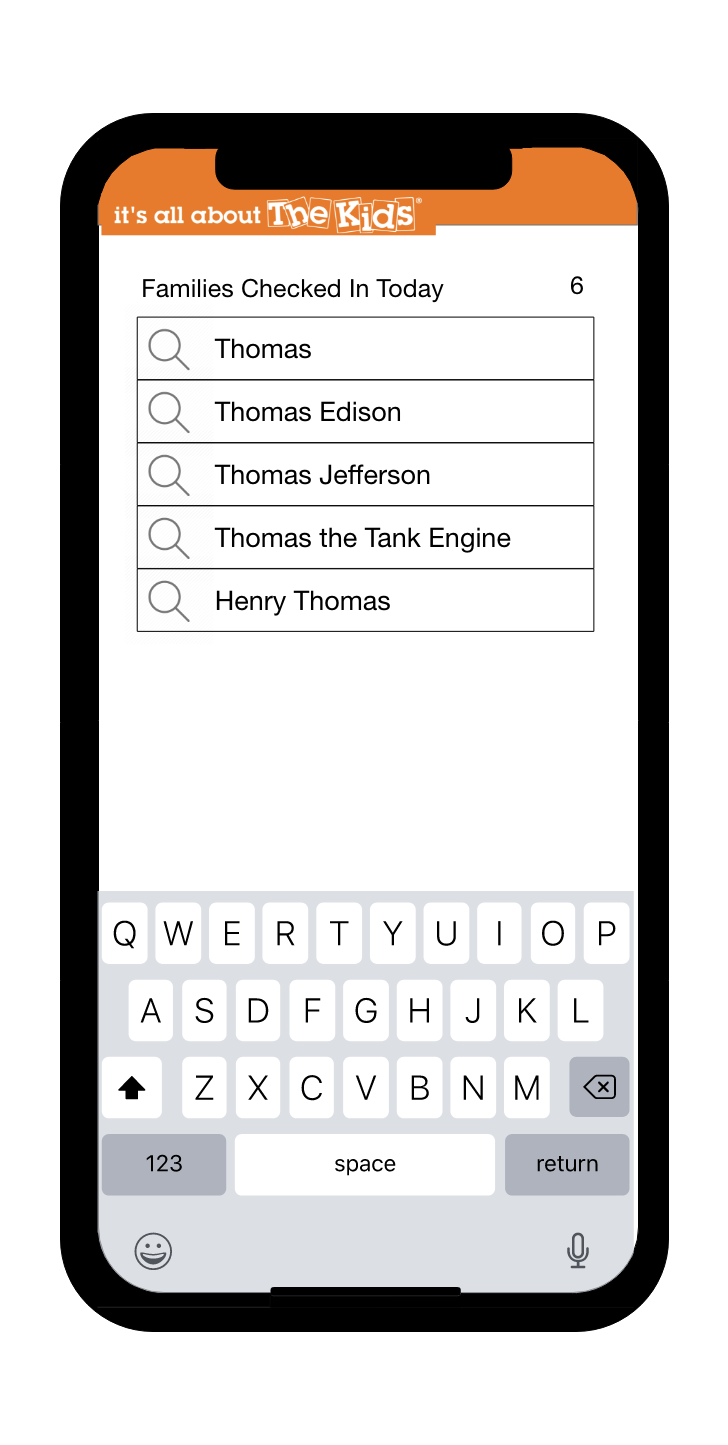 it's all about The Kids®
Families Checked In Today 6
Thomas
Thomas Edison
Thomas Jefferson
Thomas the Tank Engine
Henry Thomas
Q W E R T Y U I O P
A S D F G H J K L
Z X C V B N M
123 space return